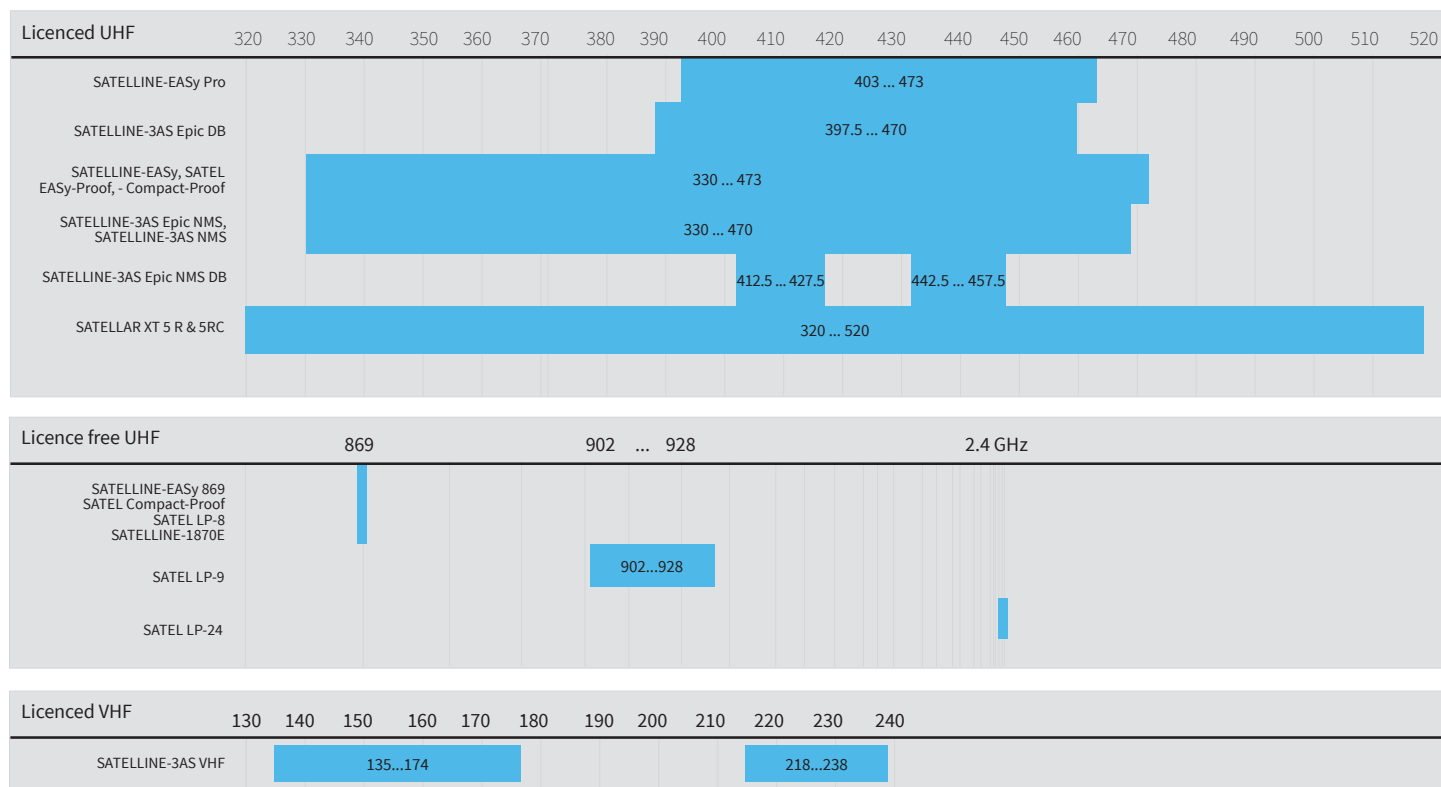 Licenced UHF
320 330 340 350 360 370 380 390 400 410 420 430 440 450 460 470 480 490 500 510 520
SATELLINE-EASy Pro
403 ... 473
SATELLINE-3AS Epic DB
397.5 ... 470
SATELLINE-EASy, SATEL
EASy-Proof, - Compact-Proof
330 ... 473
SATELLINE-3AS Epic NMS,
SATELLINE-3AS NMS
330 ... 470
SATELLINE-3AS Epic NMS DB
412.5 ... 427.5
442.5 ... 457.5
SATELLAR XT 5 R & 5RC
320 ... 520
Licence free UHF
869
902 ... 928
2.4 GHz
SATELLINE-EASy 869
SATEL Compact-Proof
SATEL LP-8
SATELLINE-1870E
SATEL LP-9
902...928
SATEL LP-24
Licenced VHF
130 140 150 160 170 180 190 200 210 220 230 240
SATELLINE-3AS VHF
135...174
218...238